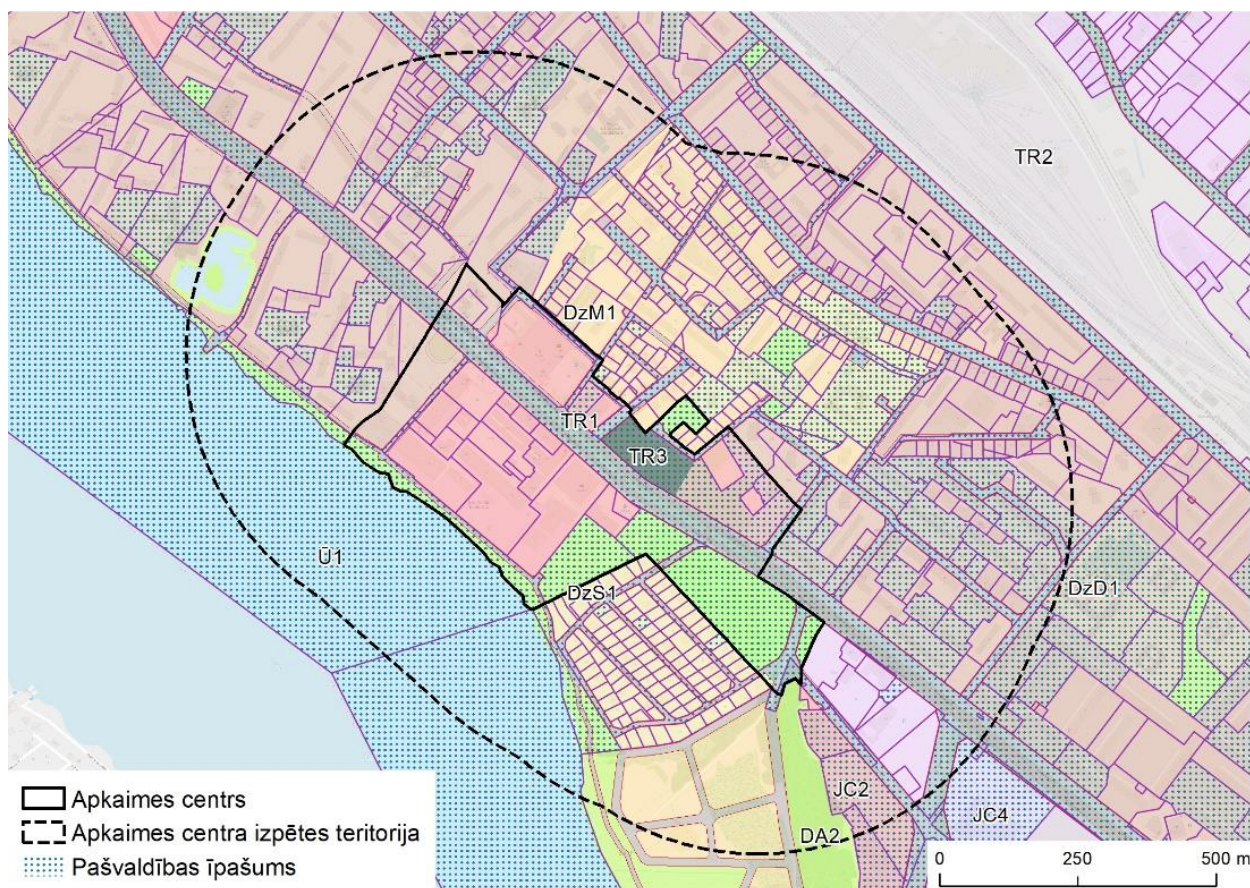 TR2
DzM1
TR1
TR3
Ū1
DzS1
DzD1
JC2
JC4
DA2
Apkaimes centrs
Apkaimes centra izpētes teritorija
Pašvaldības īpašums
0 250 500 m